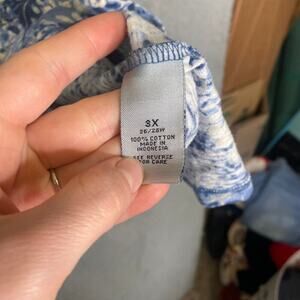 3X
26/28W
100% COTTON
MADE IN
INDONESIA
SEE REVERSE
FOR CARE